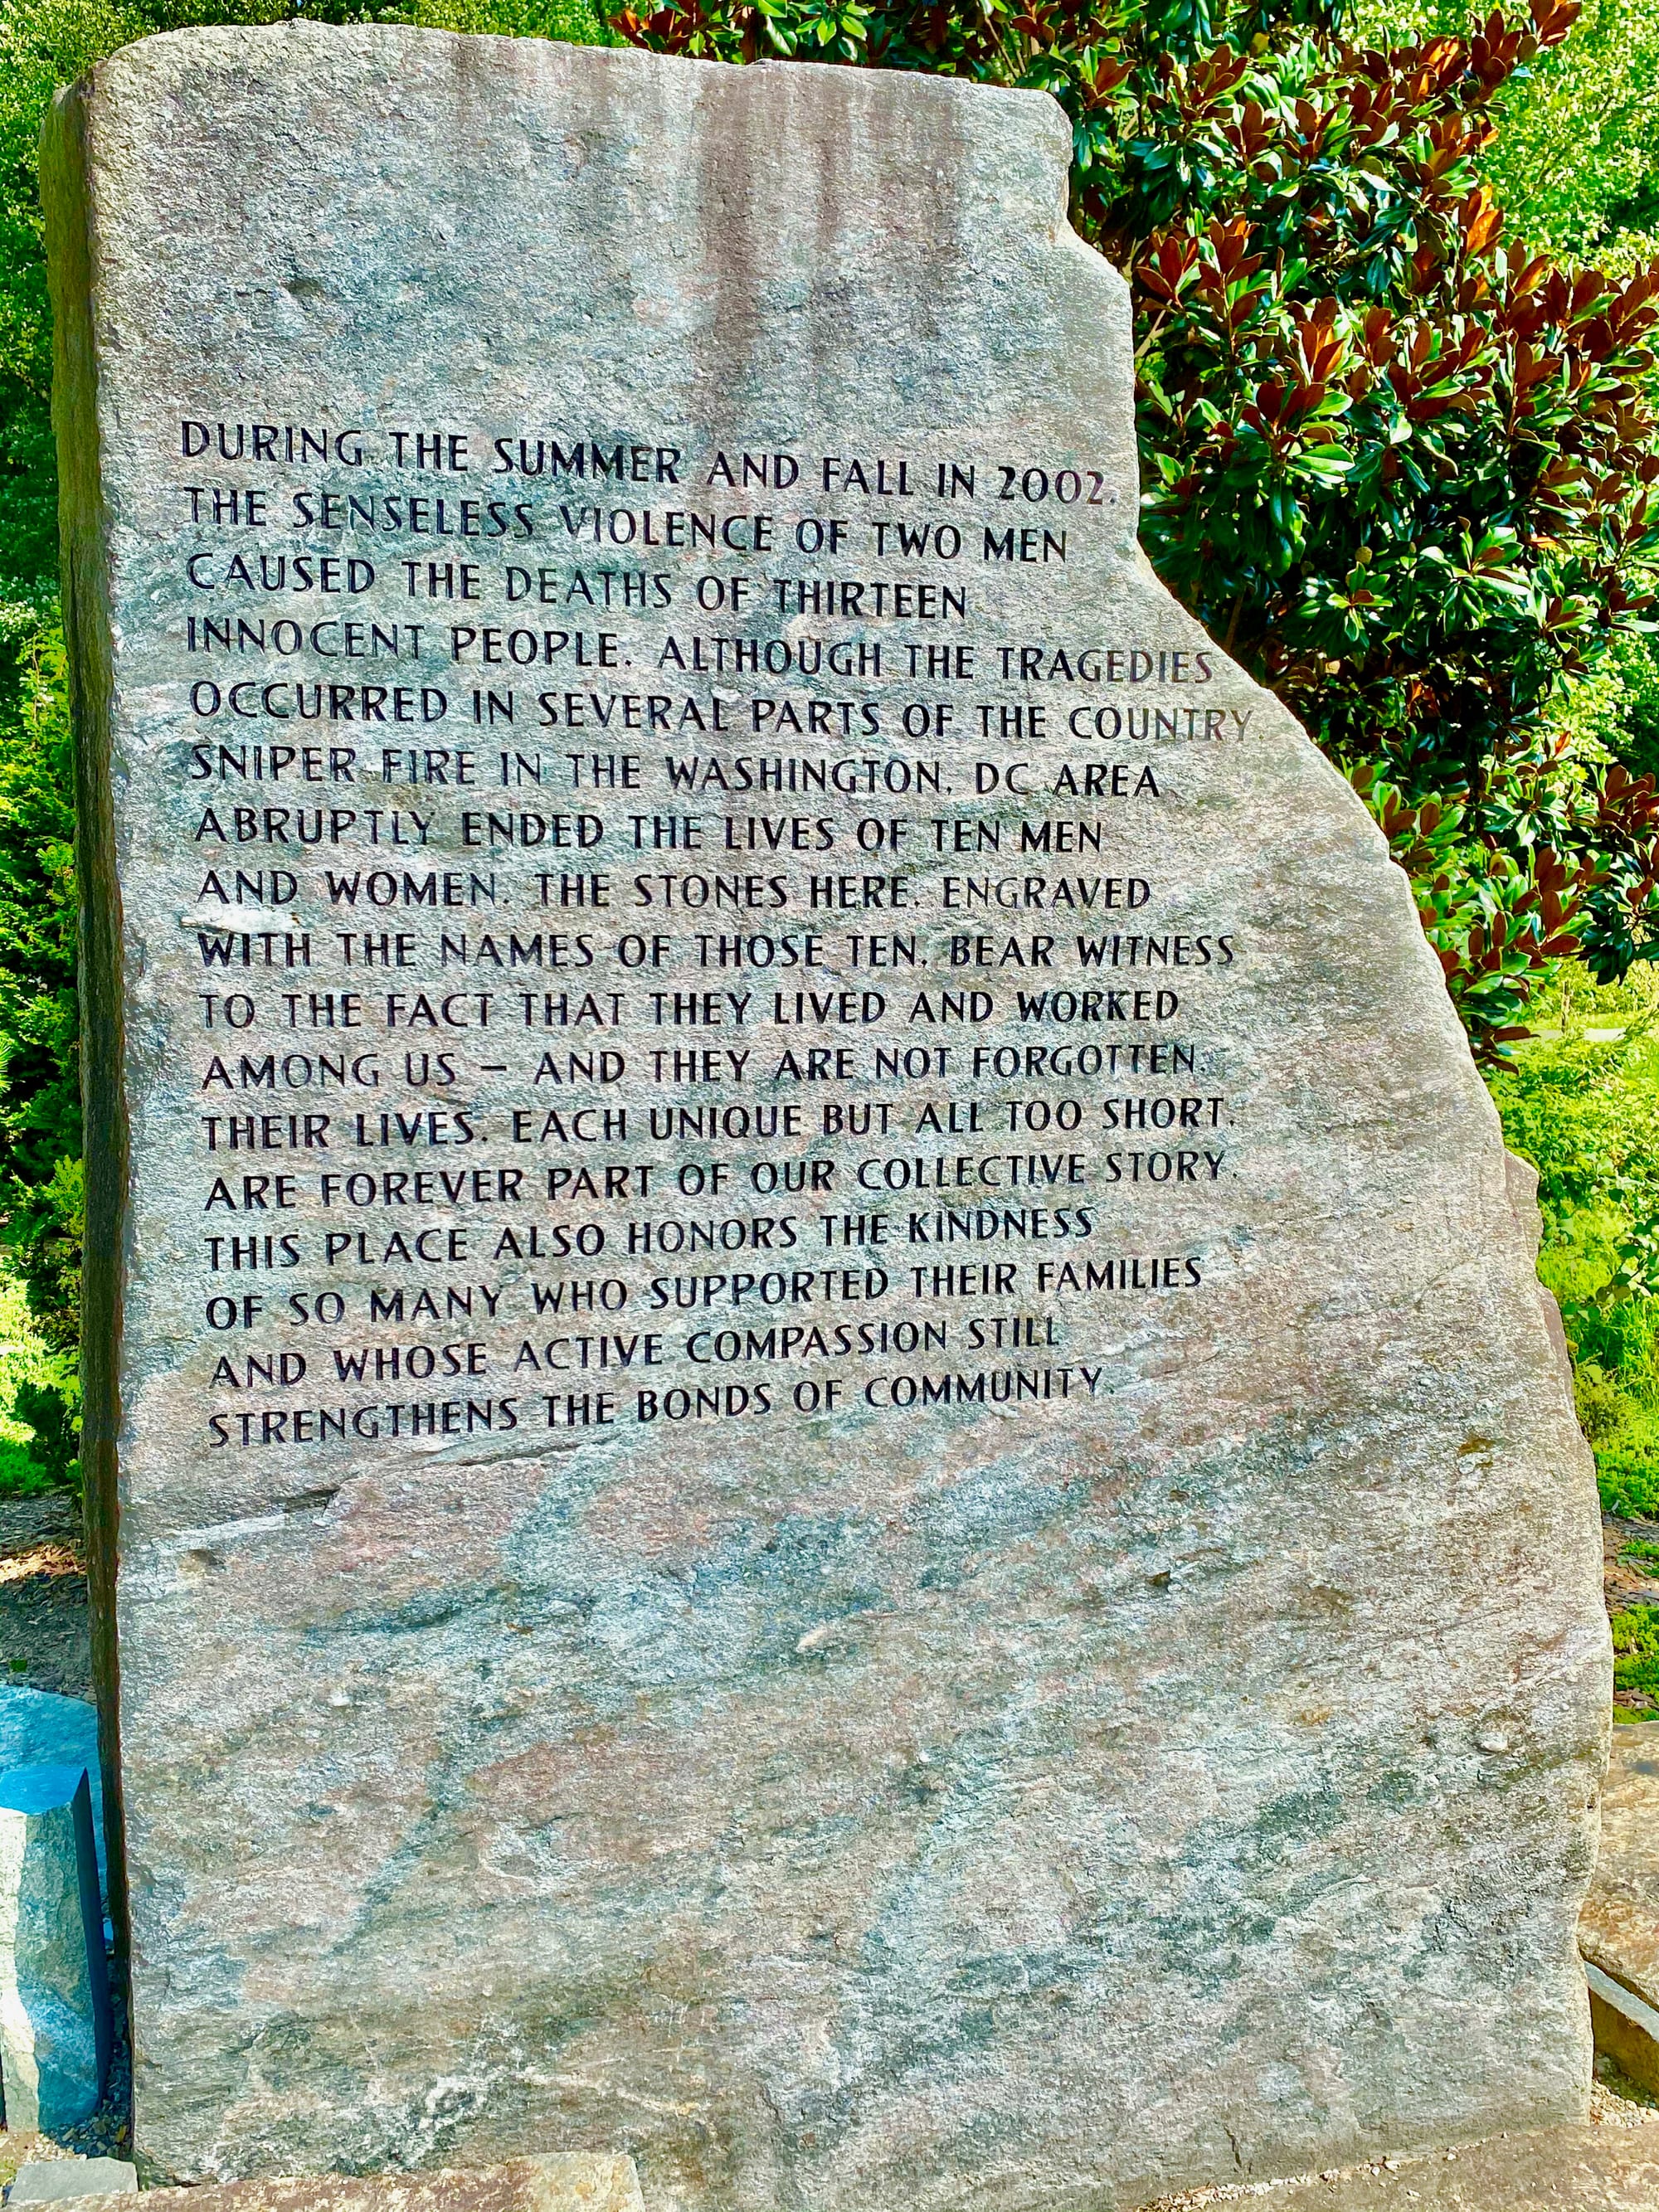 DURING THE SUMMER AND FALL IN 2002,
THE SENSELESS VIOLENCE OF TWO MEN
CAUSED THE DEATHS OF THIRTEEN
INNOCENT PEOPLE. ALTHOUGH THE TRAGEDIES
OCCURRED IN SEVERAL PARTS OF THE COUNTRY,
SNIPER FIRE IN THE WASHINGTON, DC AREA
ABRUPTLY ENDED THE LIVES OF TEN MEN
AND WOMEN. THE STONES HERE, ENGRAVED
WITH THE NAMES OF THOSE TEN, BEAR WITNESS
TO THE FACT THAT THEY LIVED AND WORKED
AMONG US – AND THEY ARE NOT FORGOTTEN.
THEIR LIVES, EACH UNIQUE BUT ALL TOO SHORT,
ARE FOREVER PART OF OUR COLLECTIVE STORY.
THIS PLACE ALSO HONORS THE KINDNESS
OF SO MANY WHO SUPPORTED THEIR FAMILIES
AND WHOSE ACTIVE COMPASSION STILL
STRENGTHENS THE BONDS OF COMMUNITY.